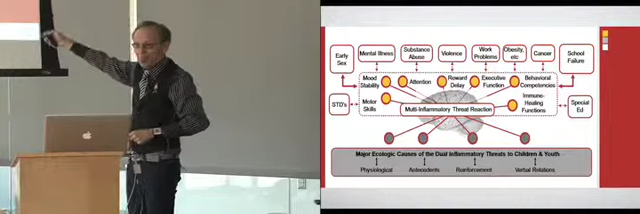 Early
Sex
Mental Illness
Substance
Abuse
Violence
Work
Problems
Obesity,
etc
Cancer
School
Failure
Mood
Stability
Attention
Reward
Delay
Executive
Function
Behavioral
Competencies
STD's
Motor
Skills
Multi-Inflammatory Threat Reaction
Immune-
Healing
Functions
Special
Ed
Major Ecologic Causes of the Dual Inflammatory Threats to Children & Youth
Physiological
Antecedents
Reinforcement
Verbal Relations